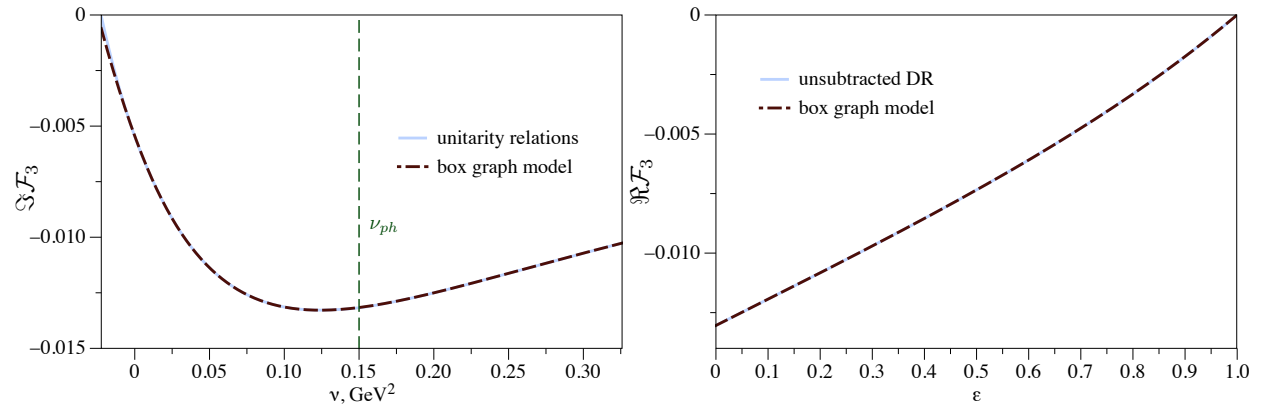 0
−0.005
−0.010
−0.015
ℑℱ₃
unitarity relations
box graph model
ν_ph
0 0.05 0.10 0.15 0.20 0.25 0.30
ν, GeV²
0
−0.005
−0.010
ℜℱ₃
unsubtracted DR
box graph model
0 0.1 0.2 0.3 0.4 0.5 0.6 0.7 0.8 0.9 1.0
ε